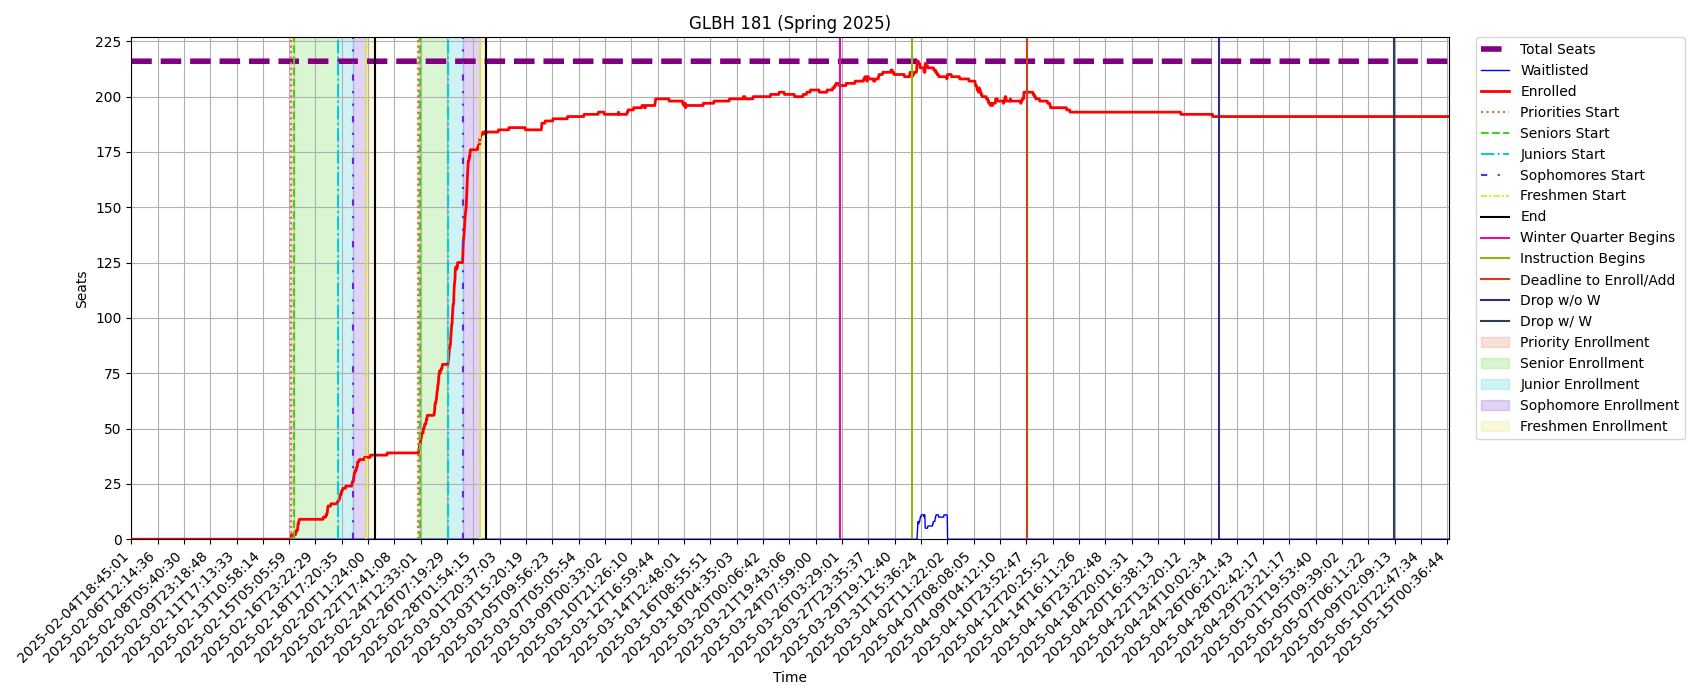 GLBH 181 (Spring 2025)
Seats
225
200
175
150
125
100
75
50
25
0
2025-02-04T18:45:01
2025-02-06T12:14:36
2025-02-08T05:40:30
2025-02-09T23:18:48
2025-02-11T17:13:33
2025-02-13T10:58:14
2025-02-15T05:05:59
2025-02-16T23:22:29
2025-02-18T17:20:35
2025-02-20T11:24:00
2025-02-22T17:41:08
2025-02-24T12:33:01
2025-02-26T07:19:29
2025-02-28T01:54:15
2025-03-01T20:37:03
2025-03-03T15:20:19
2025-03-05T09:56:23
2025-03-07T05:05:54
2025-03-09T00:33:02
2025-03-10T21:26:10
2025-03-12T16:59:44
2025-03-14T12:48:01
2025-03-16T08:55:51
2025-03-18T04:35:03
2025-03-20T00:06:42
2025-03-21T19:43:06
2025-03-24T07:59:00
2025-03-26T03:29:01
2025-03-27T23:35:37
2025-03-29T19:12:40
2025-03-31T15:36:24
2025-04-02T11:22:02
2025-04-07T08:08:05
2025-04-09T04:12:10
2025-04-10T23:52:47
2025-04-12T20:25:52
2025-04-14T16:11:26
2025-04-16T23:22:48
2025-04-18T20:01:31
2025-04-20T16:38:13
2025-04-22T13:20:12
2025-04-24T10:02:34
2025-04-26T06:21:43
2025-04-28T02:42:17
2025-04-29T23:21:17
2025-05-01T19:53:40
2025-05-05T09:39:02
2025-05-07T06:11:22
2025-05-09T02:09:13
2025-05-10T22:47:34
2025-05-15T00:36:44
Time
Total Seats
Waitlisted
Enrolled
Priorities Start
Seniors Start
Juniors Start
Sophomores Start
Freshmen Start
End
Winter Quarter Begins
Instruction Begins
Deadline to Enroll/Add
Drop w/o W
Drop w/ W
Priority Enrollment
Senior Enrollment
Junior Enrollment
Sophomore Enrollment
Freshmen Enrollment